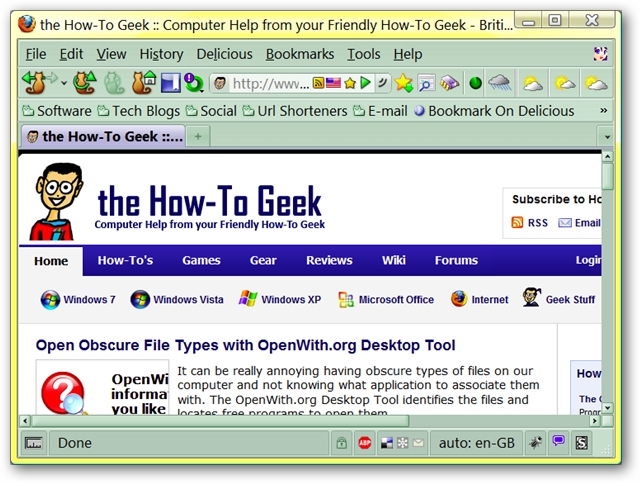 the How-To Geek :: Computer Help from your Friendly How-To Geek - Briti...
File Edit View History Delicious Bookmarks Tools Help
http://www...
Software Tech Blogs Social Url Shorteners E-mail Bookmark On Delicious »
the How-To Geek ::... +
the How-To Geek
Computer Help from your Friendly How-To Geek
Subscribe to Ho
RSS Email
Home How-To's Games Gear Reviews Wiki Forums Login
Windows 7 Windows Vista Windows XP Microsoft Office Internet Geek Stuff
Open Obscure File Types with OpenWith.org Desktop Tool
OpenWi
informa
you like
It can be really annoying having obscure types of files on our
computer and not knowing what application to associate them
with. The OpenWith.org Desktop Tool identifies the files and
locates free programs to open them
How
The C
Progr
Done ABP auto: en-GB S